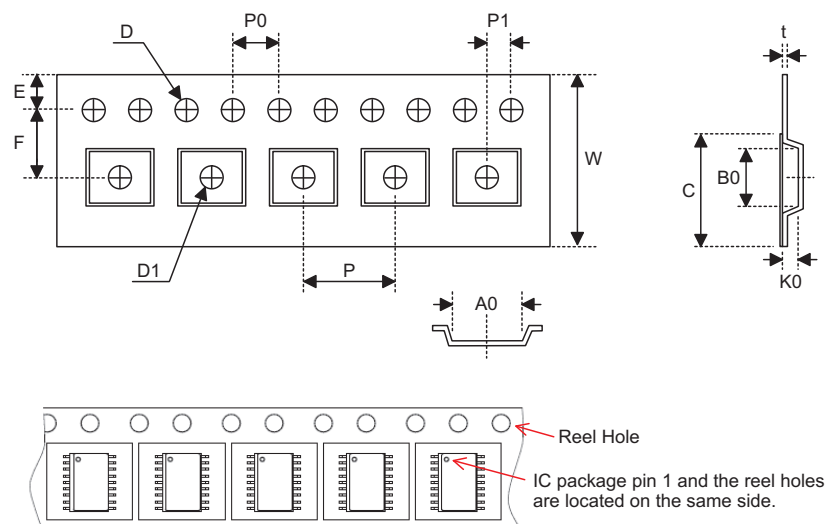 D
P0
P1
t
E
F
W
C
B0
D1
P
K0
A0
Reel Hole
IC package pin 1 and the reel holes
are located on the same side.